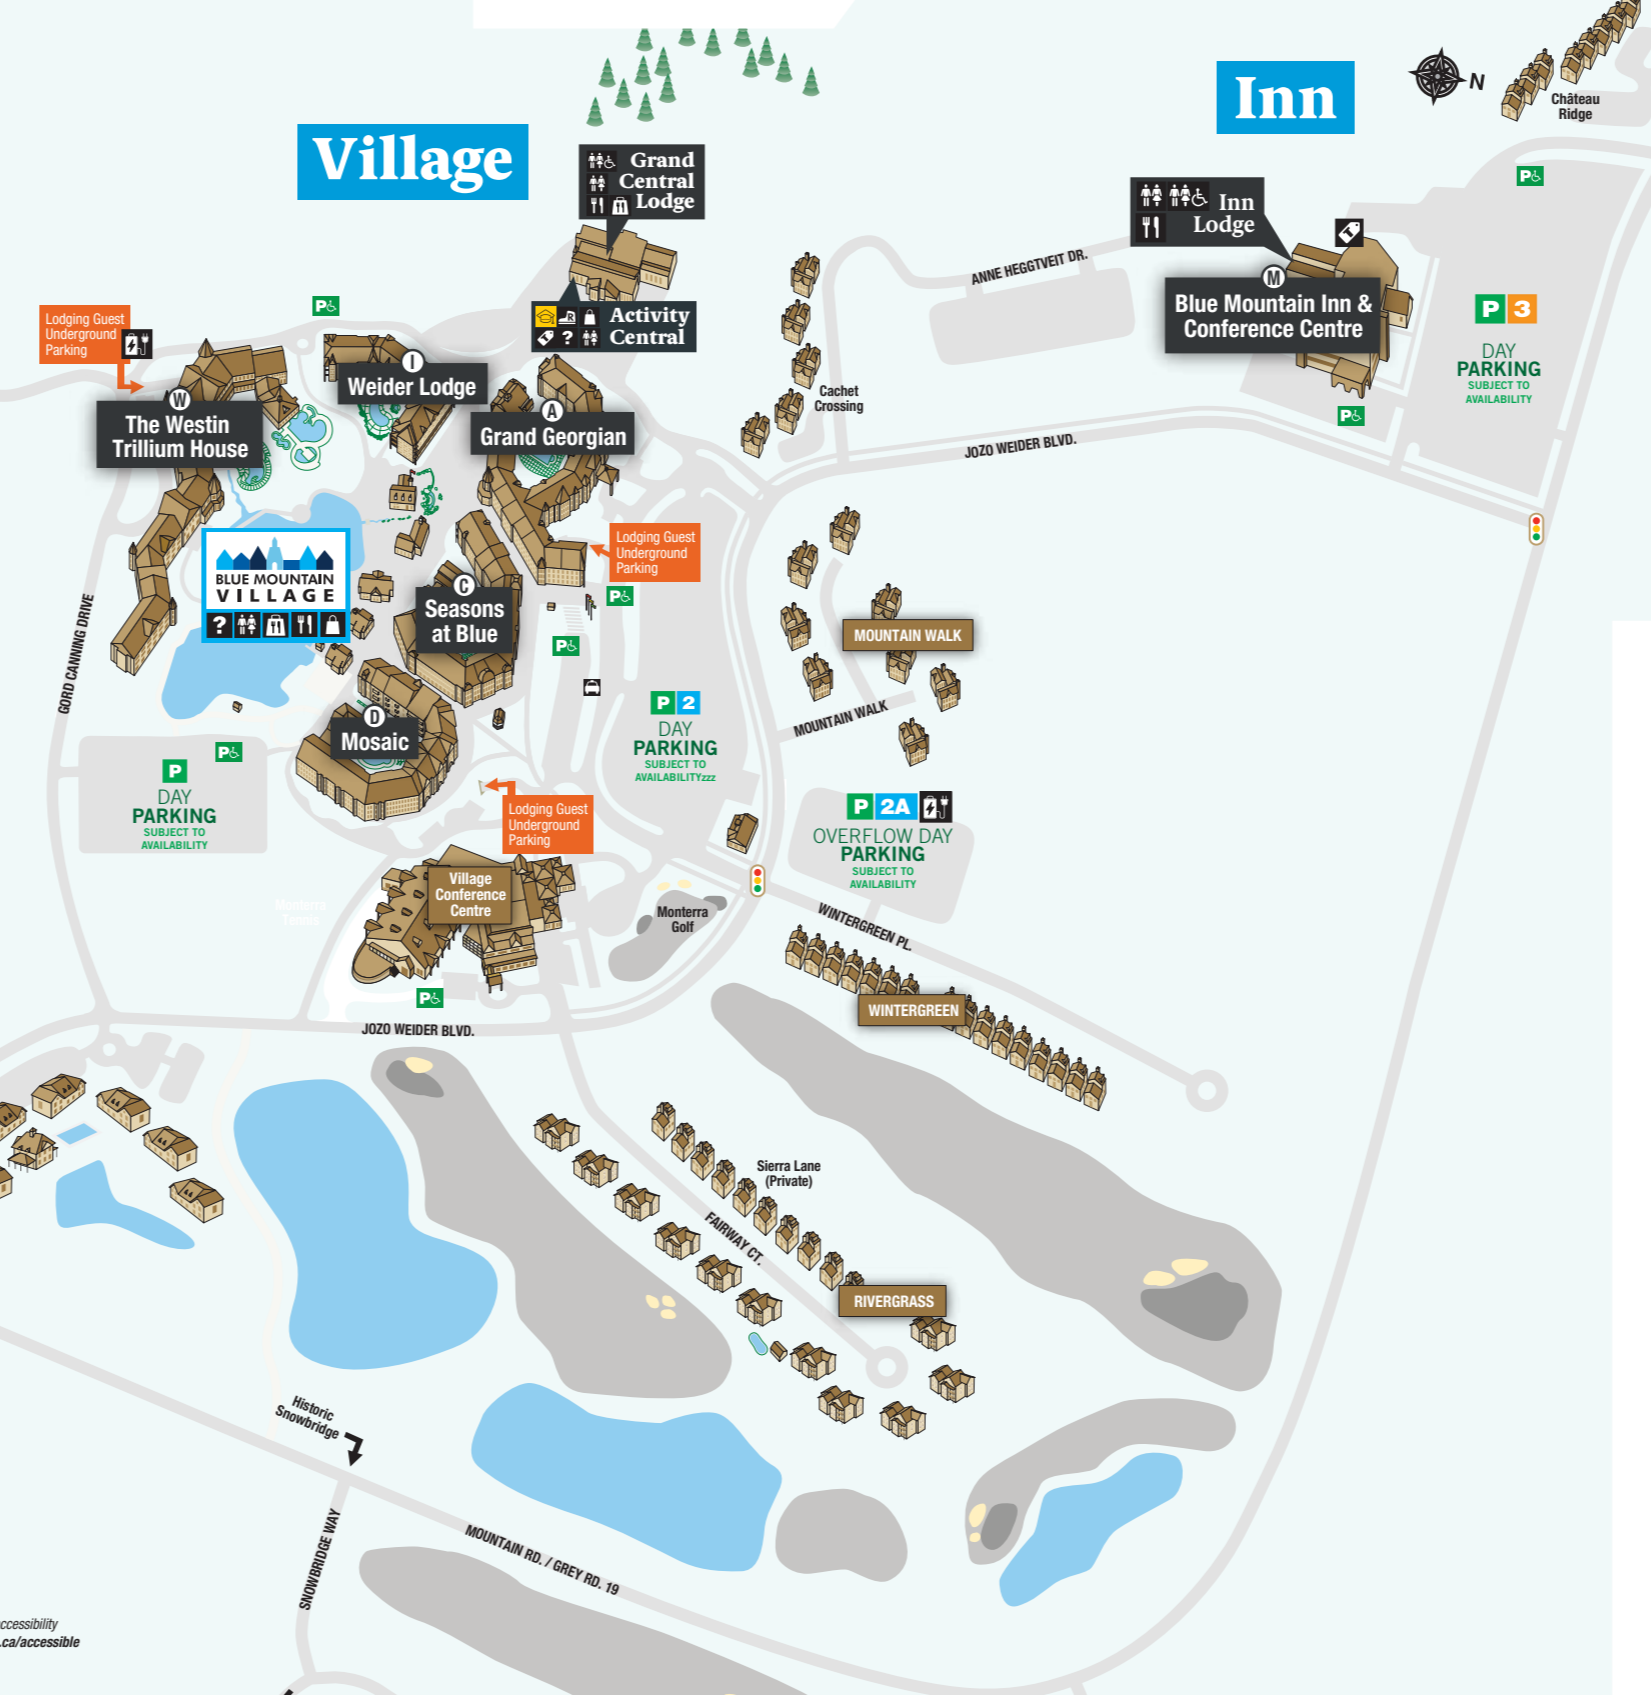 Village
Inn
N
Château
Ridge
Grand
Central
Lodge
Inn
Lodge
M
Blue Mountain Inn &
Conference Centre
ANNE HEGGTVEIT DR.
P
P 3
DAY
PARKING
SUBJECT TO
AVAILABILITY
P
Lodging Guest
Underground
Parking
P
R
?
Activity
Central
W
The Westin
Trillium House
I
Weider Lodge
A
Grand Georgian
Cachet
Crossing
JOZO WEIDER BLVD.
Lodging Guest
Underground
Parking
P
P
BLUE MOUNTAIN
VILLAGE
?
C
Seasons
at Blue
GORD CANNING DRIVE
MOUNTAIN WALK
MOUNTAIN WALK
P 2
DAY
PARKING
SUBJECT TO
AVAILABILITYzzz
D
Mosaic
P
P
DAY
PARKING
SUBJECT TO
AVAILABILITY
Lodging Guest
Underground
Parking
P 2A
OVERFLOW DAY
PARKING
SUBJECT TO
AVAILABILITY
Village
Conference
Centre
Monterra
Tennis
Monterra
Golf
WINTERGREEN PL.
WINTERGREEN
P
JOZO WEIDER BLVD.
Sierra Lane
(Private)
FAIRWAY CT.
RIVERGRASS
Historic
Snowbridge
SNOWBRIDGE WAY
MOUNTAIN RD. / GREY RD. 19
ccessibility
.ca/accessible